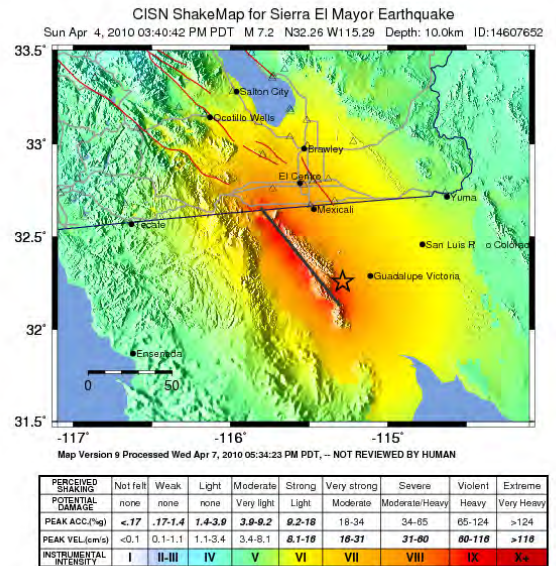 CISN ShakeMap for Sierra El Mayor Earthquake
Sun Apr 4, 2010 03:40:42 PM PDT M 7.2 N32.26 W115.29 Depth: 10.0km ID:14607652
33.5°
Salton City
Ocotillo Wells
33°
Brawley
El Centro
Mexicali
Yuma
Tecate
32.5°
San Luis R
Colorad
Guadalupe Victoria
32°
Ensenada
0 50
31.5°
-117° -116° -115°
Map Version 9 Processed Wed Apr 7, 2010 05:34:23 PM PDT, -- NOT REVIEWED BY HUMAN
PERCEIVED SHAKING Not felt Weak Light Moderate Strong Very strong Severe Violent Extreme
POTENTIAL DAMAGE none none none Very light Light Moderate Moderate/Heavy Heavy Very Heavy
PEAK ACC.(%g) <.17 .17-1.4 1.4-3.9 3.9-9.2 9.2-18 18-34 34-65 65-124 >124
PEAK VEL.(cm/s) <0.1 0.1-1.1 1.1-3.4 3.4-8.1 8.1-16 16-31 31-60 60-116 >116
INSTRUMENTAL INTENSITY I II-III IV V VI VII VIII IX X+